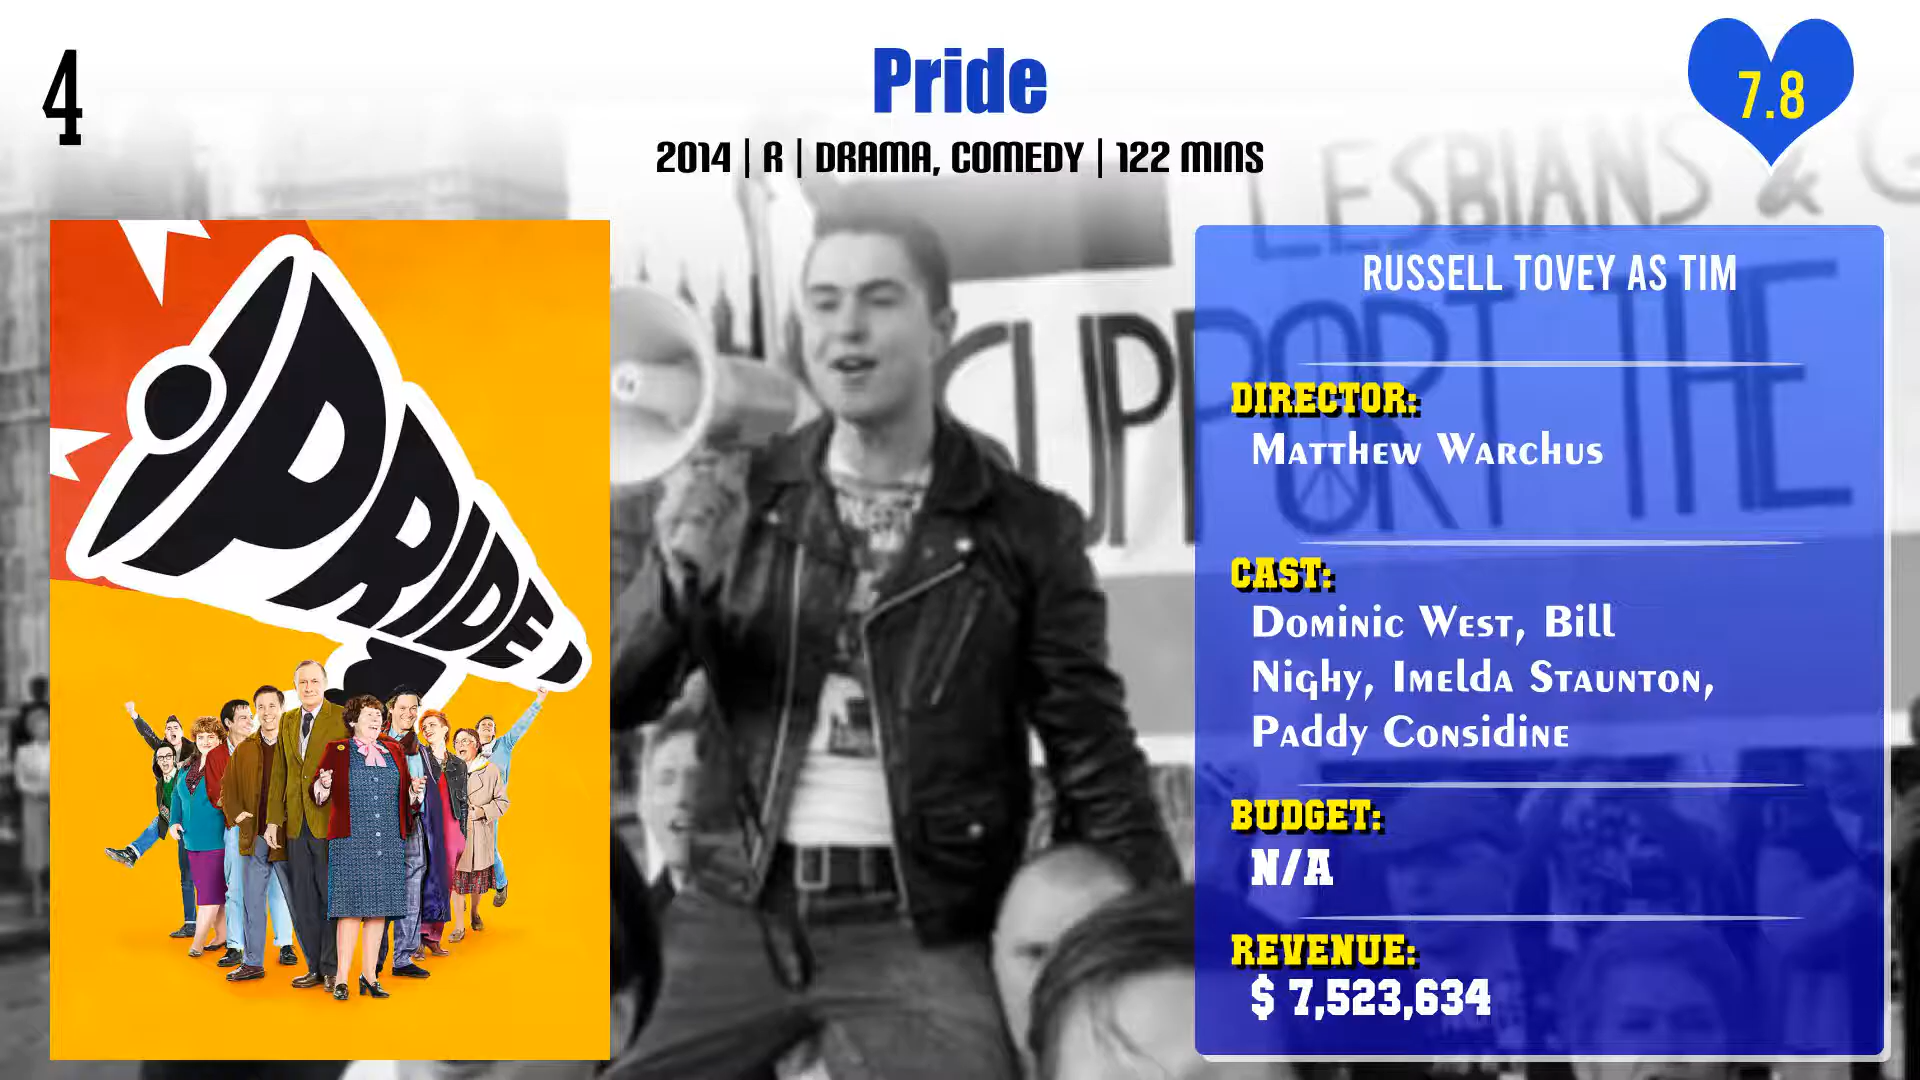 4
Pride
7.8
2014 | R | DRAMA, COMEDY | 122 MINS
LESBIANS & G
SUPPORT THE
PRIDE
RUSSELL TOVEY AS TIM
DIRECTOR:
Matthew Warchus
CAST:
Dominic West, Bill
Nighy, Imelda Staunton,
Paddy Considine
BUDGET:
N/A
REVENUE:
$ 7,523,634